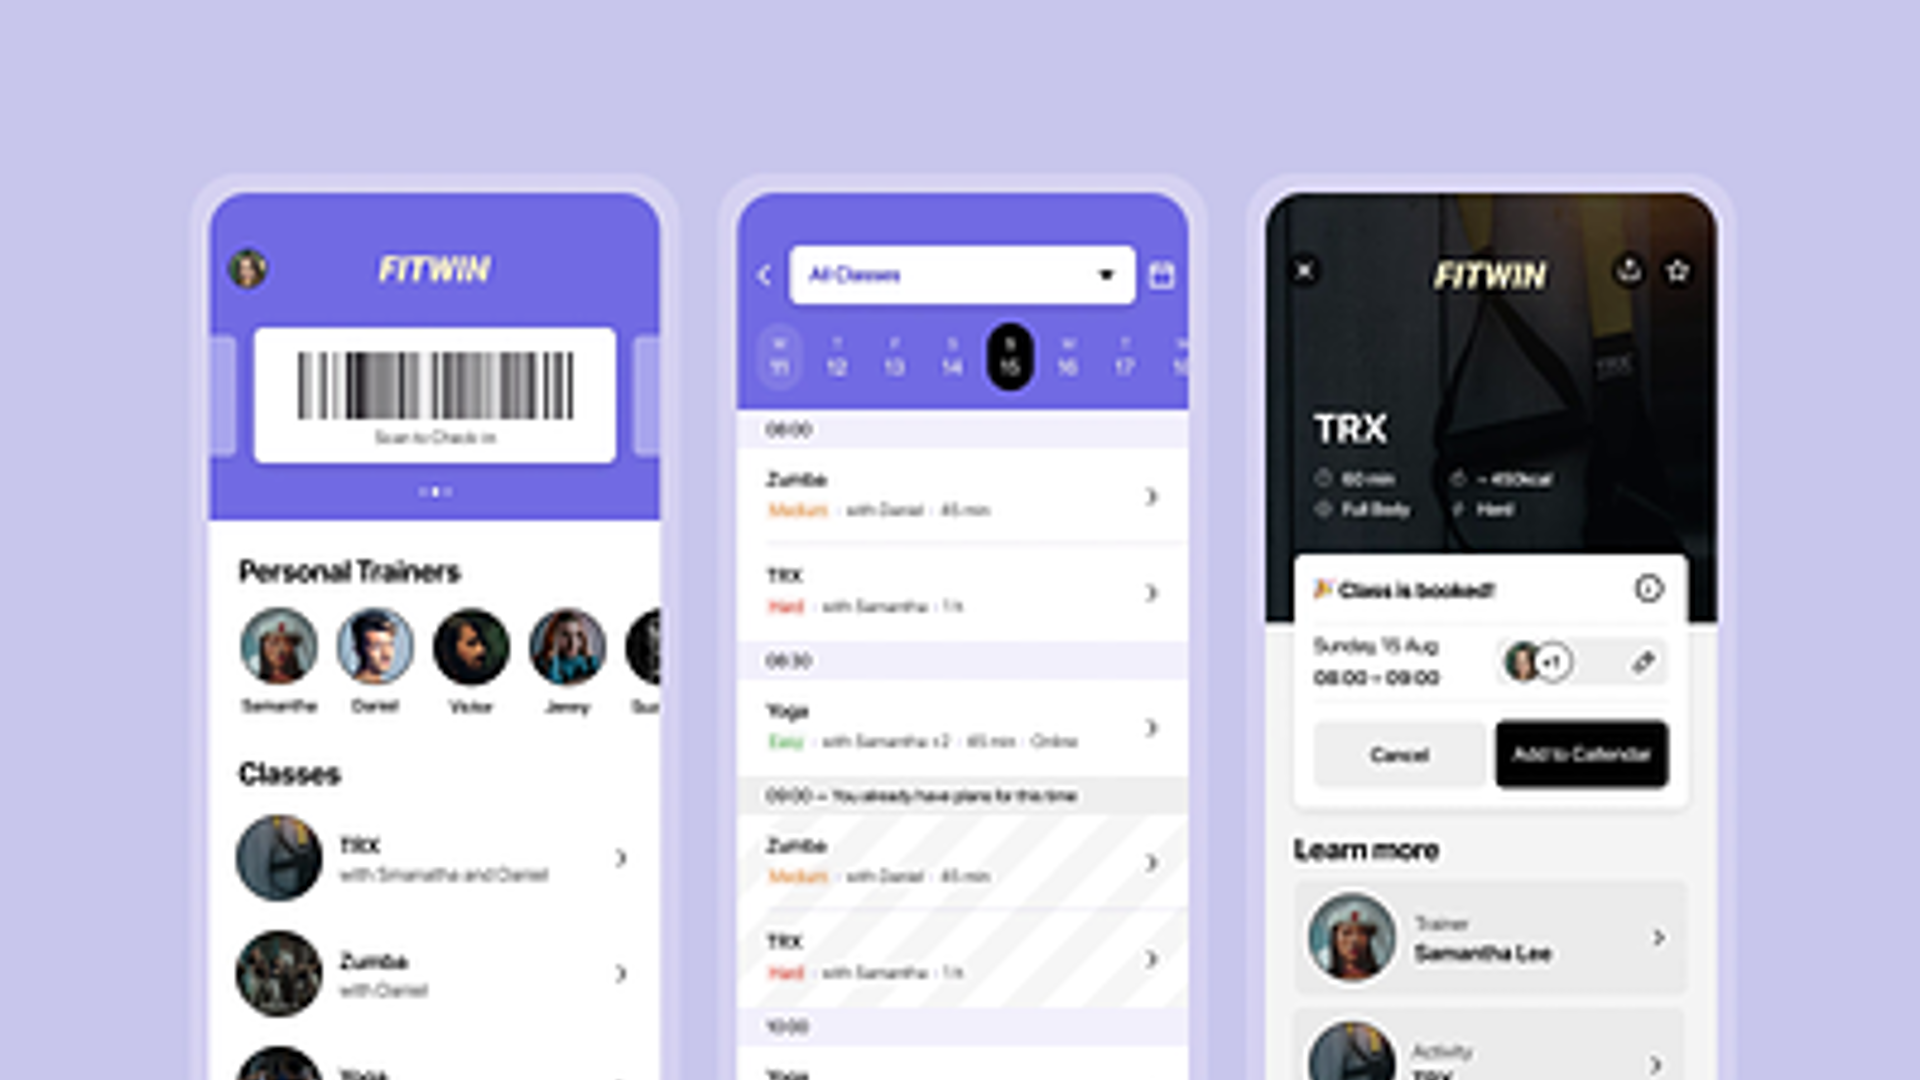 FITWIN
Scan to Check-in
Personal Trainers
Samantha
Daniel
Victor
Jenny
Classes
TRX
with Smanatha and Daniel
Zumba
with Daniel
Yoga
All Classes
T F S S M T
11 12 13 14 15 16 17
08:00
Zumba
Medium · with Daniel · 45 min
TRX
Hard · with Samantha · 1 h
08:30
Yoga
Easy · with Samantha +2 · 45 min · Online
09:00 – You already have plans for this time
Zumba
Medium · with Daniel · 45 min
TRX
Hard · with Samantha · 1 h
10:00
Yoga
FITWIN
TRX
TRX
60 min ~ 450kcal
Full Body Hard
🎉 Class is booked!
Sunday, 15 Aug
08:00 – 09:00
+1
Cancel
Add to Callendar
Learn more
Trainer
Samantha Lee
Activity
TRX